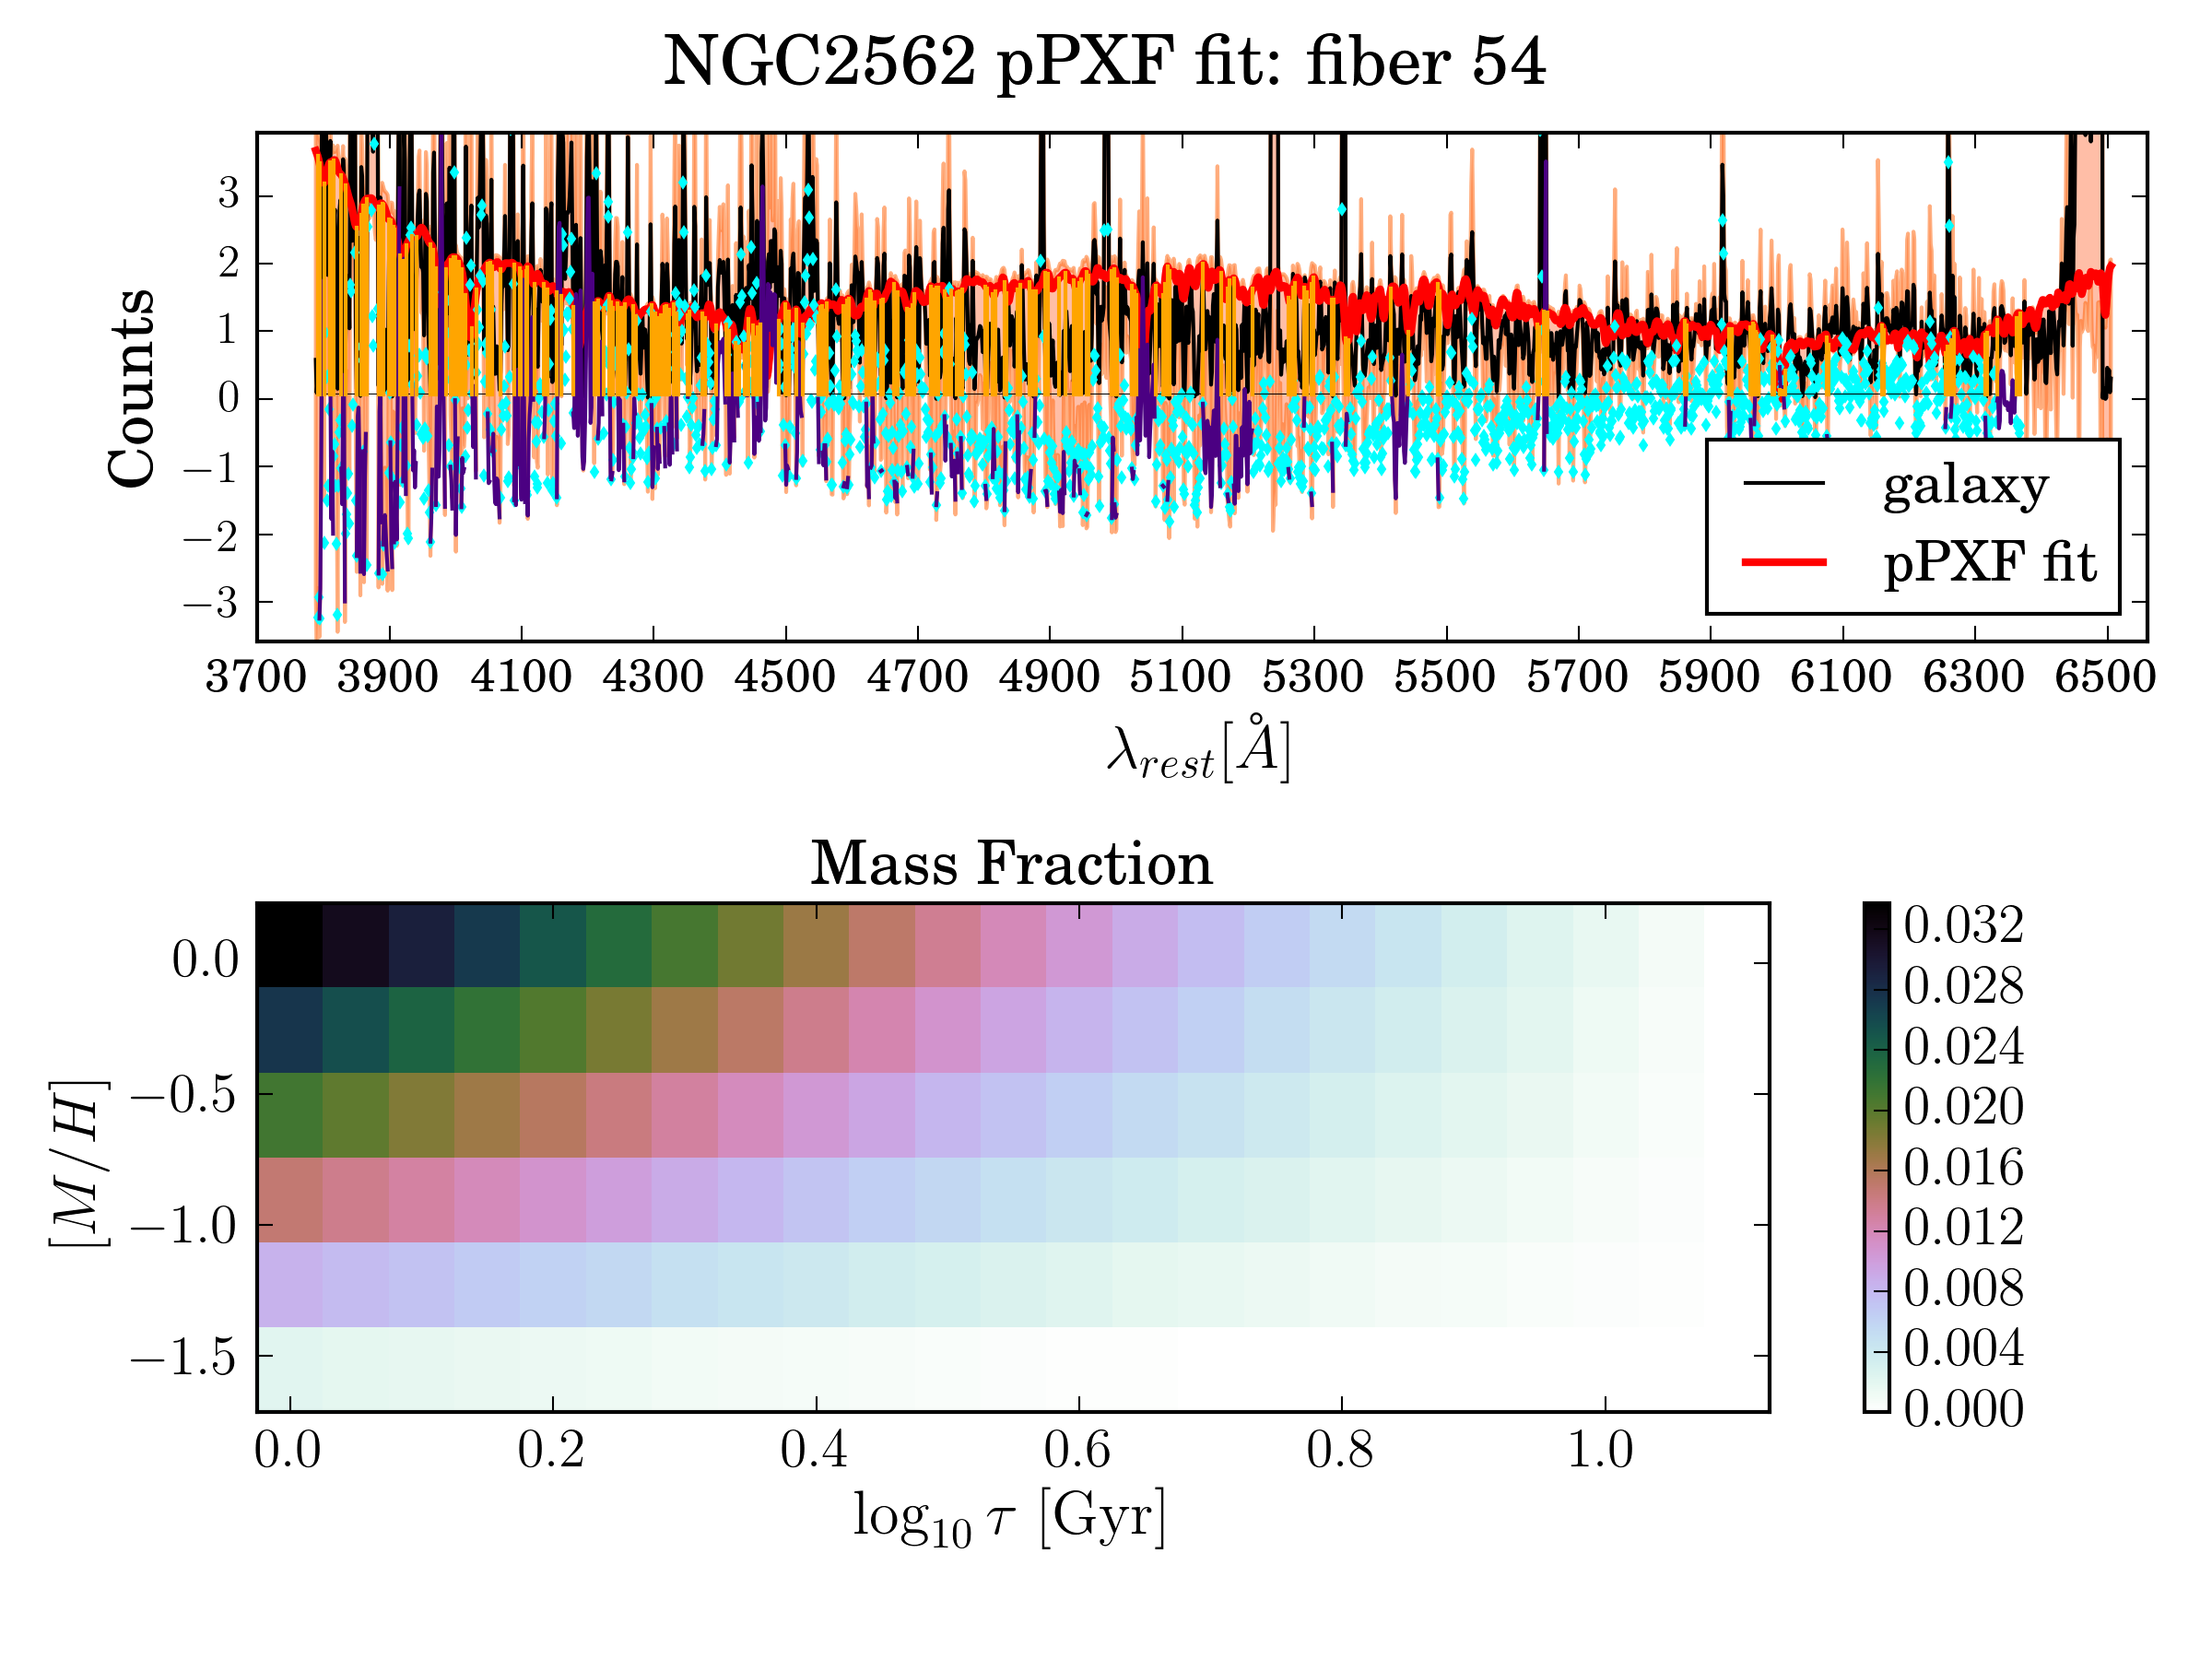 NGC2562 pPXF fit: fiber 54
Counts
3
2
1
0
−1
−2
−3
galaxy
pPXF fit
3700 3900 4100 4300 4500 4700 4900 5100 5300 5500 5700 5900 6100 6300 6500
λrest[Å]
Mass Fraction
[M/H]
0.0
−0.5
−1.0
−1.5
0.0 0.2 0.4 0.6 0.8 1.0
log10 τ [Gyr]
0.032
0.028
0.024
0.020
0.016
0.012
0.008
0.004
0.000